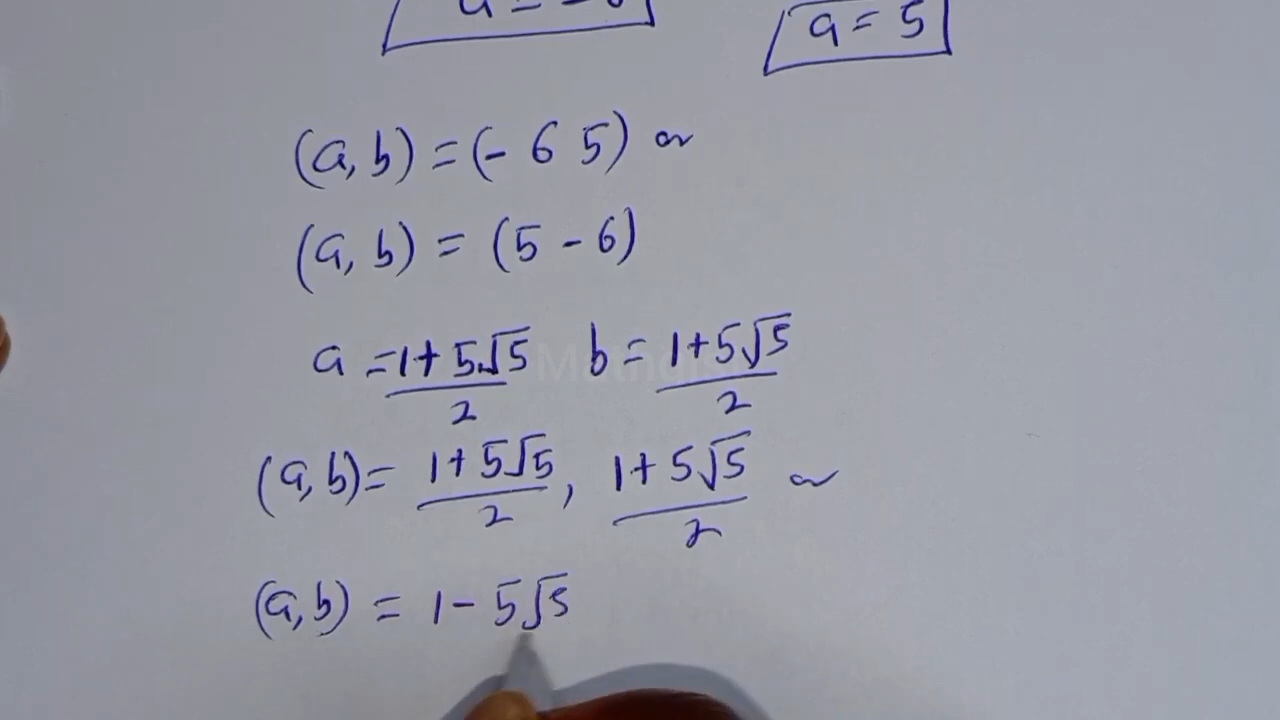 a = 5
(a, b) = (- 6 5) or
(a, b) = (5 - 6)
a = 1 + 5√5 / 2 b = 1 + 5√5 / 2
(a, b) = 1 + 5√5 / 2 , 1 + 5√5 / 2 or
(a, b) = 1 - 5√5